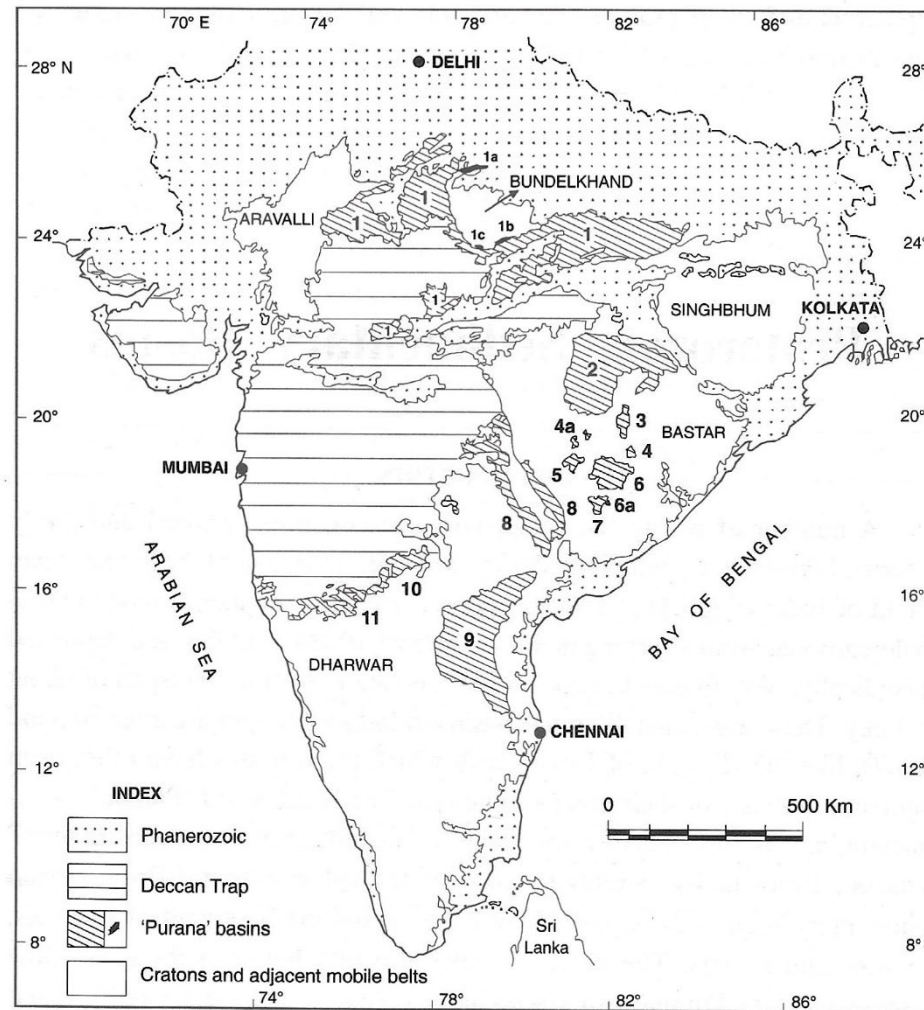 70° E 74° 78° 82° 86°
28° N
28°
DELHI
1a
BUNDELKHAND
1
1
ARAVALLI
1b
1c
1
24°
24°
1
SINGHBHUM
KOLKATA
1
2
20°
20°
3
4a
BASTAR
4
MUMBAI
5
6
8
8
6a
7
ARABIAN SEA
BAY OF BENGAL
16°
16°
10
11
9
DHARWAR
CHENNAI
12°
12°
INDEX
0 500 Km
Phanerozoic
Deccan Trap
'Purana' basins
Cratons and adjacent mobile belts
Sri
Lanka
8°
8°
74° 78° 82° 86°